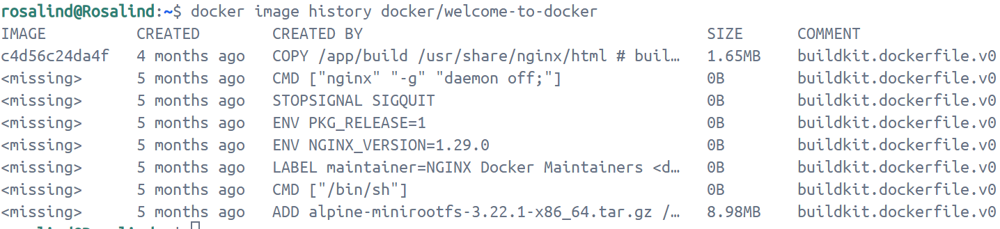 rosalind@Rosalind:~$ docker image history docker/welcome-to-docker
IMAGE CREATED CREATED BY SIZE COMMENT
c4d56c24da4f 4 months ago COPY /app/build /usr/share/nginx/html # buil… 1.65MB buildkit.dockerfile.v0
<missing> 5 months ago CMD ["nginx" "-g" "daemon off;"] 0B buildkit.dockerfile.v0
<missing> 5 months ago STOPSIGNAL SIGQUIT 0B buildkit.dockerfile.v0
<missing> 5 months ago ENV PKG_RELEASE=1 0B buildkit.dockerfile.v0
<missing> 5 months ago ENV NGINX_VERSION=1.29.0 0B buildkit.dockerfile.v0
<missing> 5 months ago LABEL maintainer=NGINX Docker Maintainers <d… 0B buildkit.dockerfile.v0
<missing> 5 months ago CMD ["/bin/sh"] 0B buildkit.dockerfile.v0
<missing> 5 months ago ADD alpine-minirootfs-3.22.1-x86_64.tar.gz /… 8.98MB buildkit.dockerfile.v0